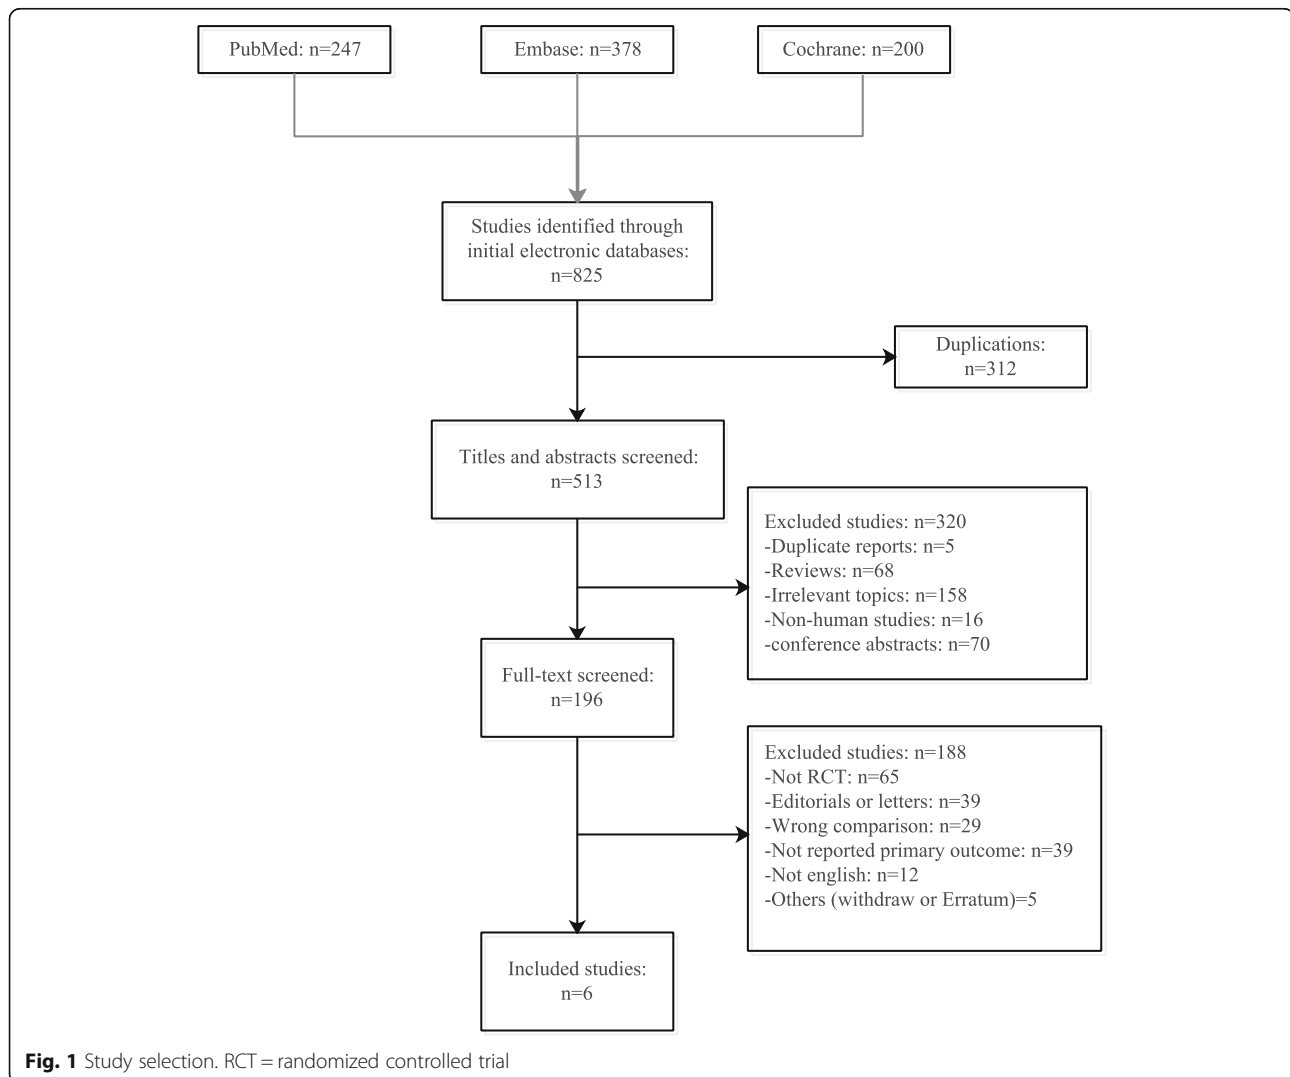 PubMed: n=247
Embase: n=378
Cochrane: n=200
Studies identified through
initial electronic databases:
n=825
Duplications:
n=312
Titles and abstracts screened:
n=513
Excluded studies: n=320
-Duplicate reports: n=5
-Reviews: n=68
-Irrelevant topics: n=158
-Non-human studies: n=16
-conference abstracts: n=70
Full-text screened:
n=196
Excluded studies: n=188
-Not RCT: n=65
-Editorials or letters: n=39
-Wrong comparison: n=29
-Not reported primary outcome: n=39
-Not english: n=12
-Others (withdraw or Erratum)=5
Included studies:
n=6
Fig. 1 Study selection. RCT = randomized controlled trial